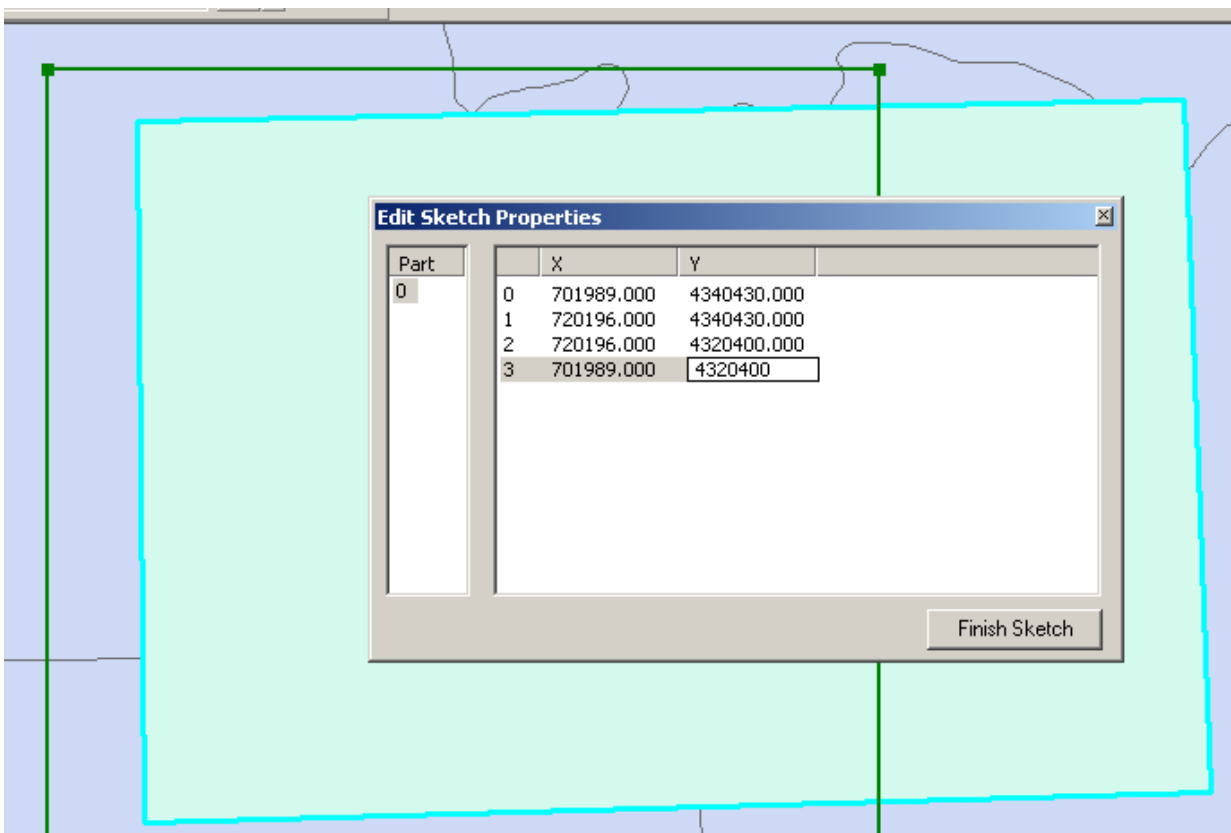 Edit Sketch Properties
Part
0
X Y
0 701989.000 4340430.000
1 720196.000 4340430.000
2 720196.000 4320400.000
3 701989.000 4320400
Finish Sketch